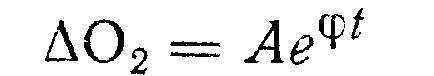 ΔO₂ = Ae^{φt}